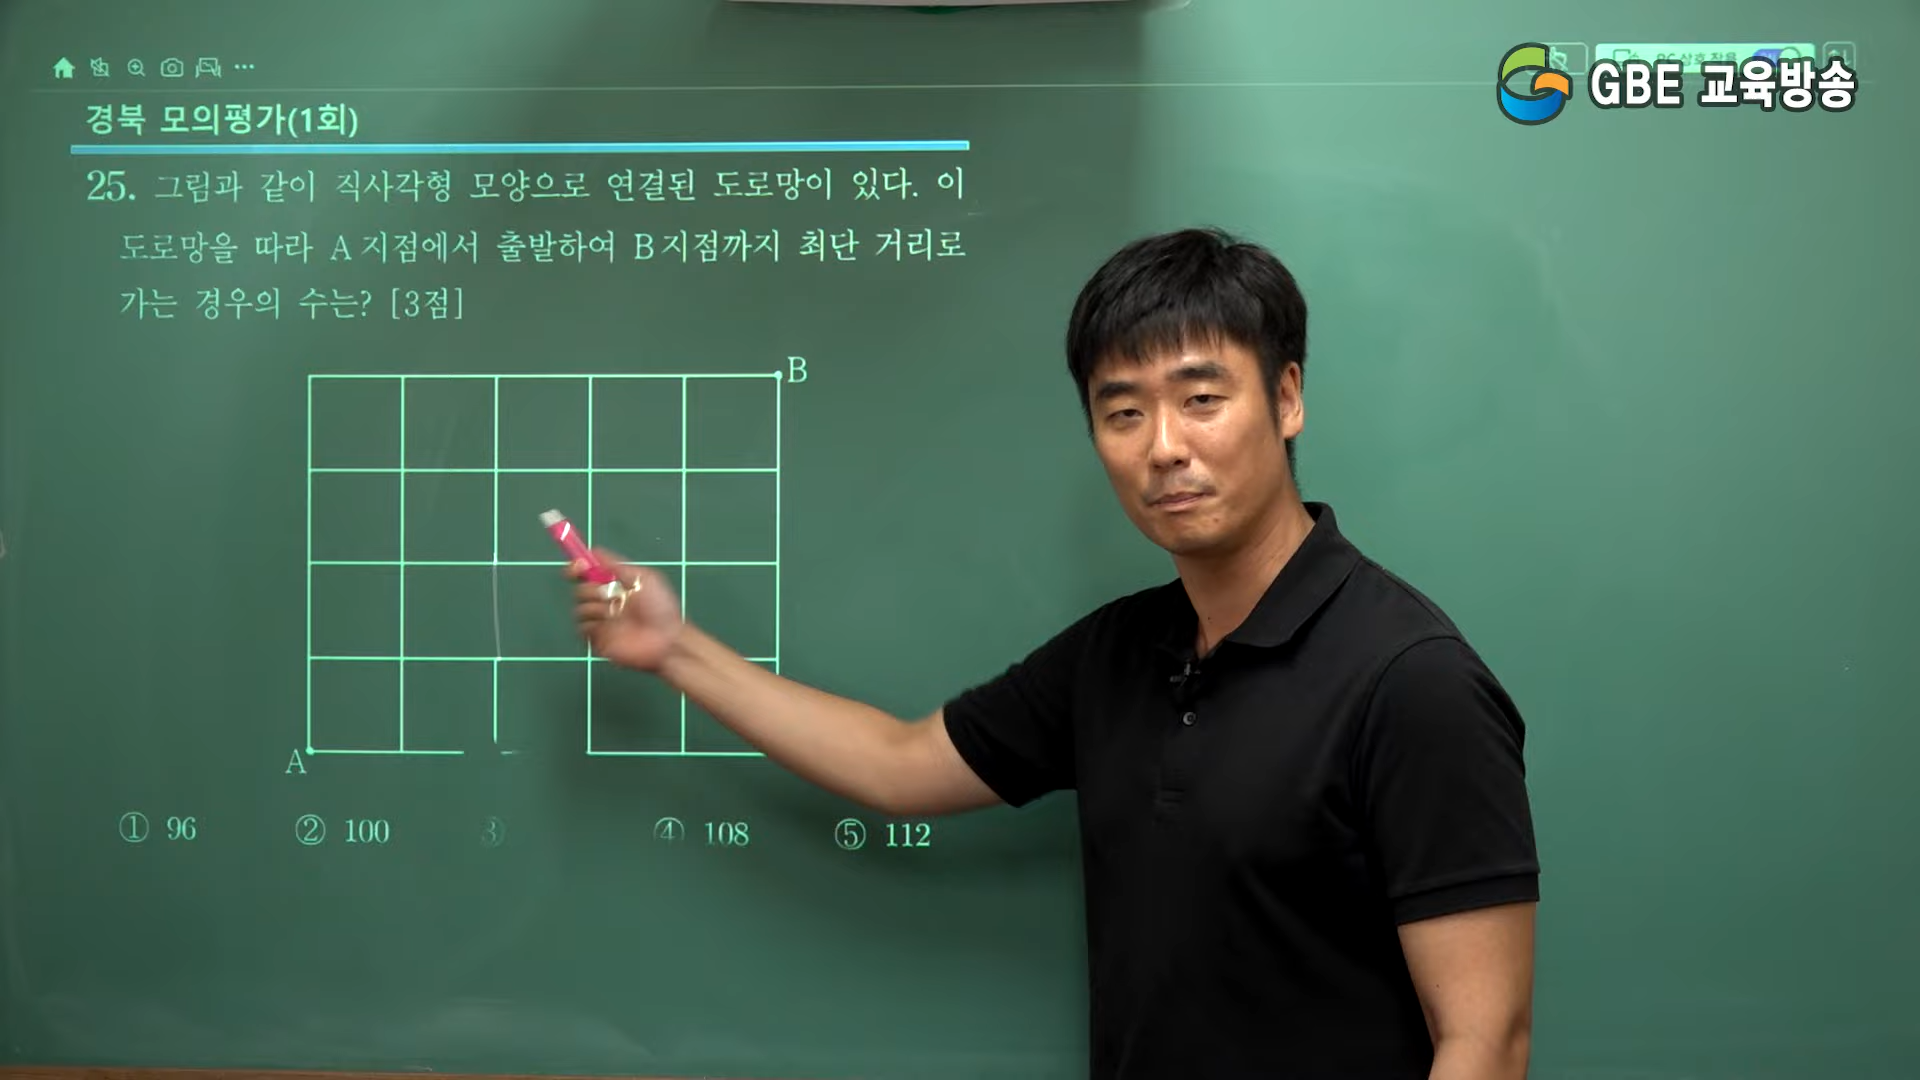 GBE 교육방송
경북 모의평가(1회)
25. 그림과 같이 직사각형 모양으로 연결된 도로망이 있다. 이
도로망을 따라 A지점에서 출발하여 B지점까지 최단 거리로
가는 경우의 수는? [3점]
B
A
① 96 ② 100 ③ ④ 108 ⑤ 112